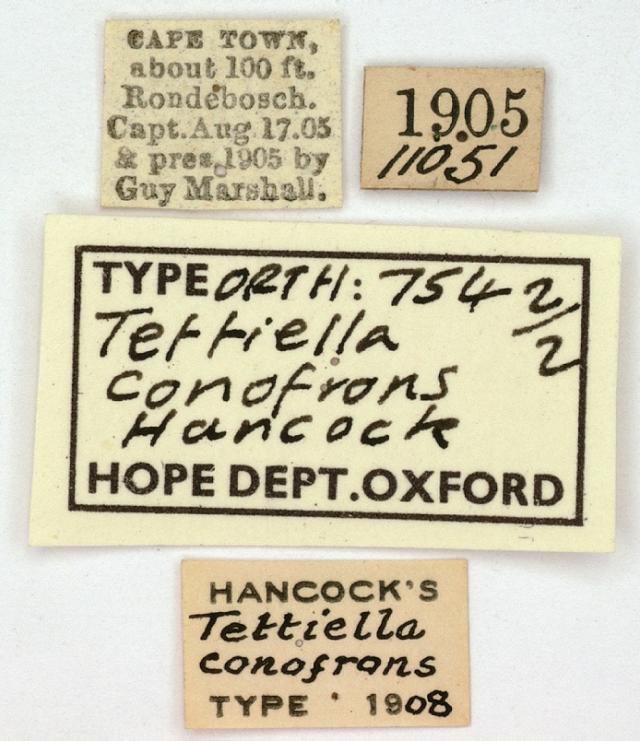 CAPE TOWN,
about 100 ft.
Rondebosch.
Capt. Aug. 17.05
& pres. 1905 by
Guy Marshall.
1905
11051
TYPE ORTH: 754 2/2
Tettiella
conofrons
Hancock
HOPE DEPT. OXFORD
HANCOCK'S
Tettiella
conofrons
TYPE 1908